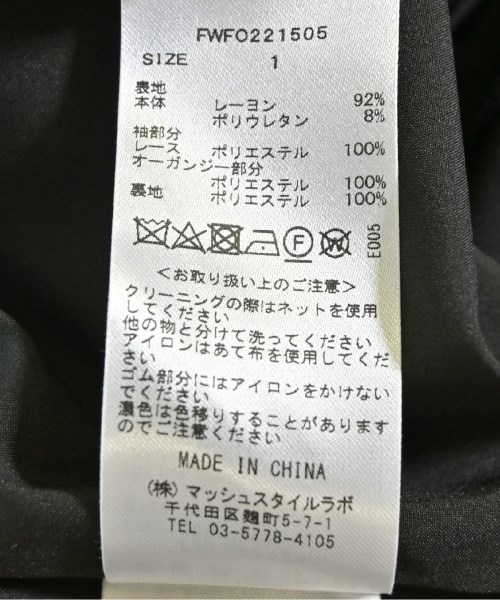 FWFO221505
SIZE 1
表地
本体 レーヨン 92%
ポリウレタン 8%
袖部分
レース ポリエステル 100%
オーガンジー部分
ポリエステル 100%
裏地 ポリエステル 100%
F W E005
<お取り扱い上のご注意>
クリーニングの際はネットを使用
してください
他の物と分けて洗ってください
アイロンはあて布を使用してくだ
さい
ゴム部分にはアイロンをかけない
でください
濃色は色移りすることがあります
のでご注意ください
MADE IN CHINA
(株)マッシュスタイルラボ
千代田区麹町5-7-1
TEL 03-5778-4105